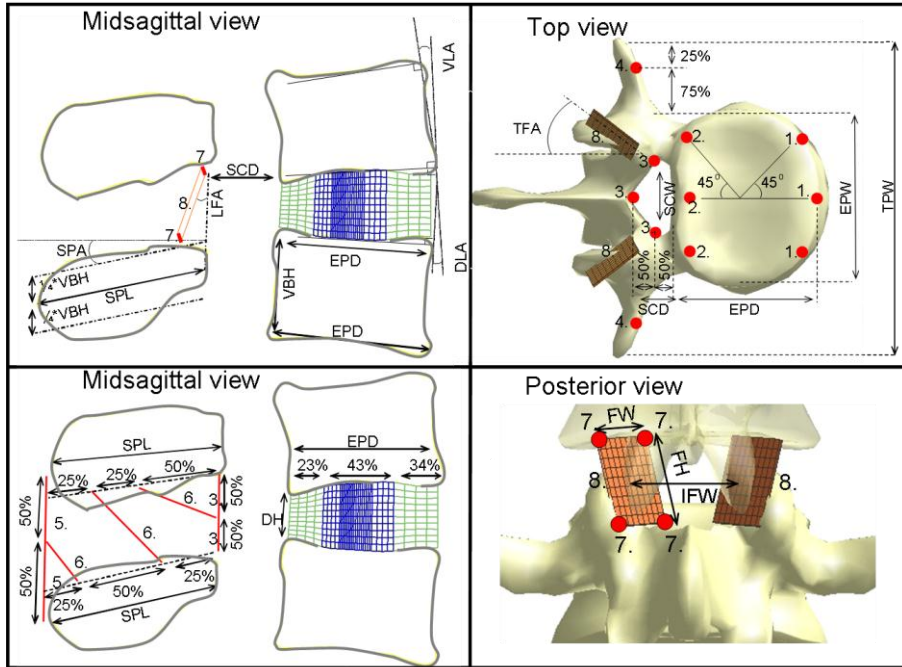 Midsagittal view
VLA
7.
SCD
8.
LFA
7.
SPA
EPD
DLA
¼*VBH
SPL
VBH
¼*VBH
EPD
Top view
4.
25%
75%
TFA
8.
2.
1.
3.
45°
45°
3.
SCW
2.
1.
EPW
TPW
3.
8.
2.
1.
50%
50%
SCD
EPD
4.
Midsagittal view
SPL
EPD
25%
25%
50%
23%
43%
34%
50%
5.
6.
6.
3.
50%
DH
3.
50%
50%
6.
5.
25%
50%
25%
SPL
Posterior view
7.
FW
7.
8.
FH
IFW
8.
7.
7.